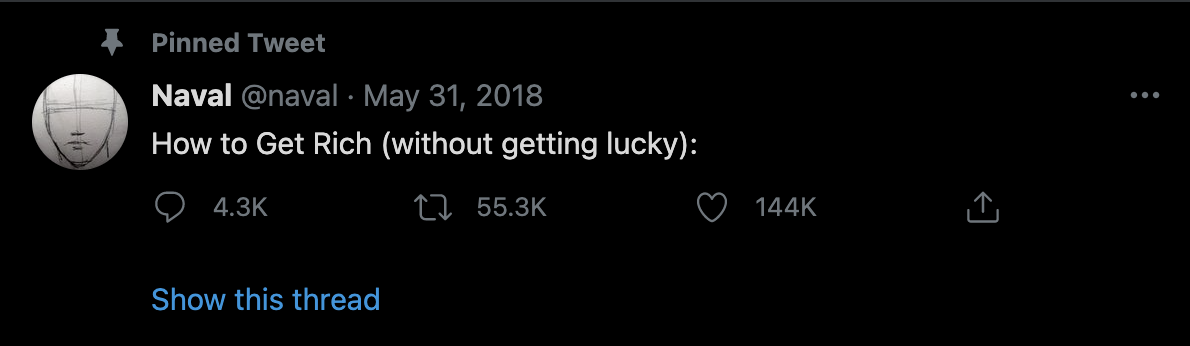 Pinned Tweet
Naval @naval · May 31, 2018
How to Get Rich (without getting lucky):
4.3K 55.3K 144K
Show this thread